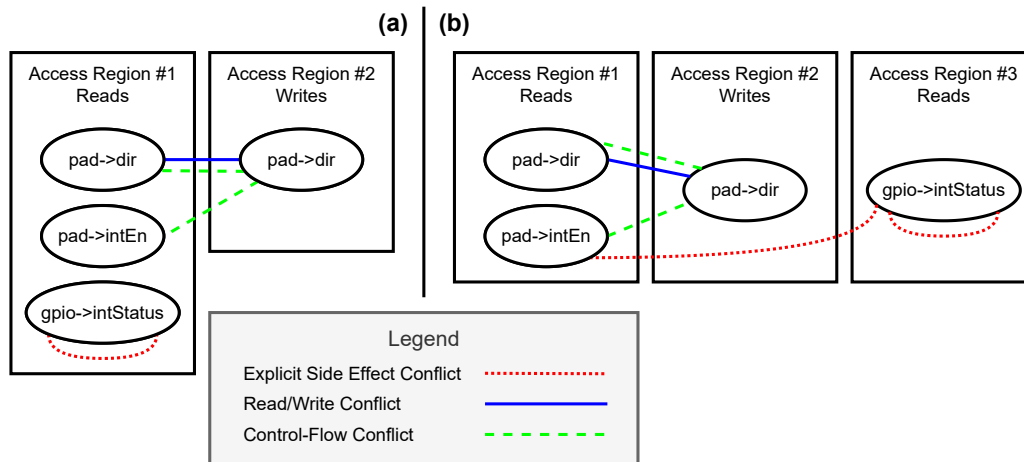 (a)
Access Region #1
Reads
pad->dir
pad->intEn
gpio->intStatus
Access Region #2
Writes
pad->dir
(b)
Access Region #1
Reads
pad->dir
pad->intEn
Access Region #2
Writes
pad->dir
Access Region #3
Reads
gpio->intStatus
Legend
Explicit Side Effect Conflict
Read/Write Conflict
Control-Flow Conflict